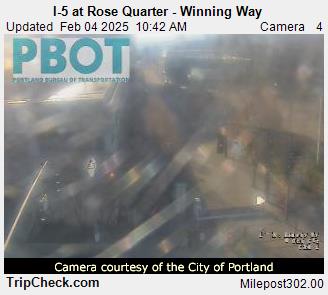 I-5 at Rose Quarter - Winning Way
Updated Feb 04 2025 10:42 AM Camera 4
PBOT
PORTLAND BUREAU OF TRANSPORTATION
Camera courtesy of the City of Portland
TripCheck.com Milepost302.00